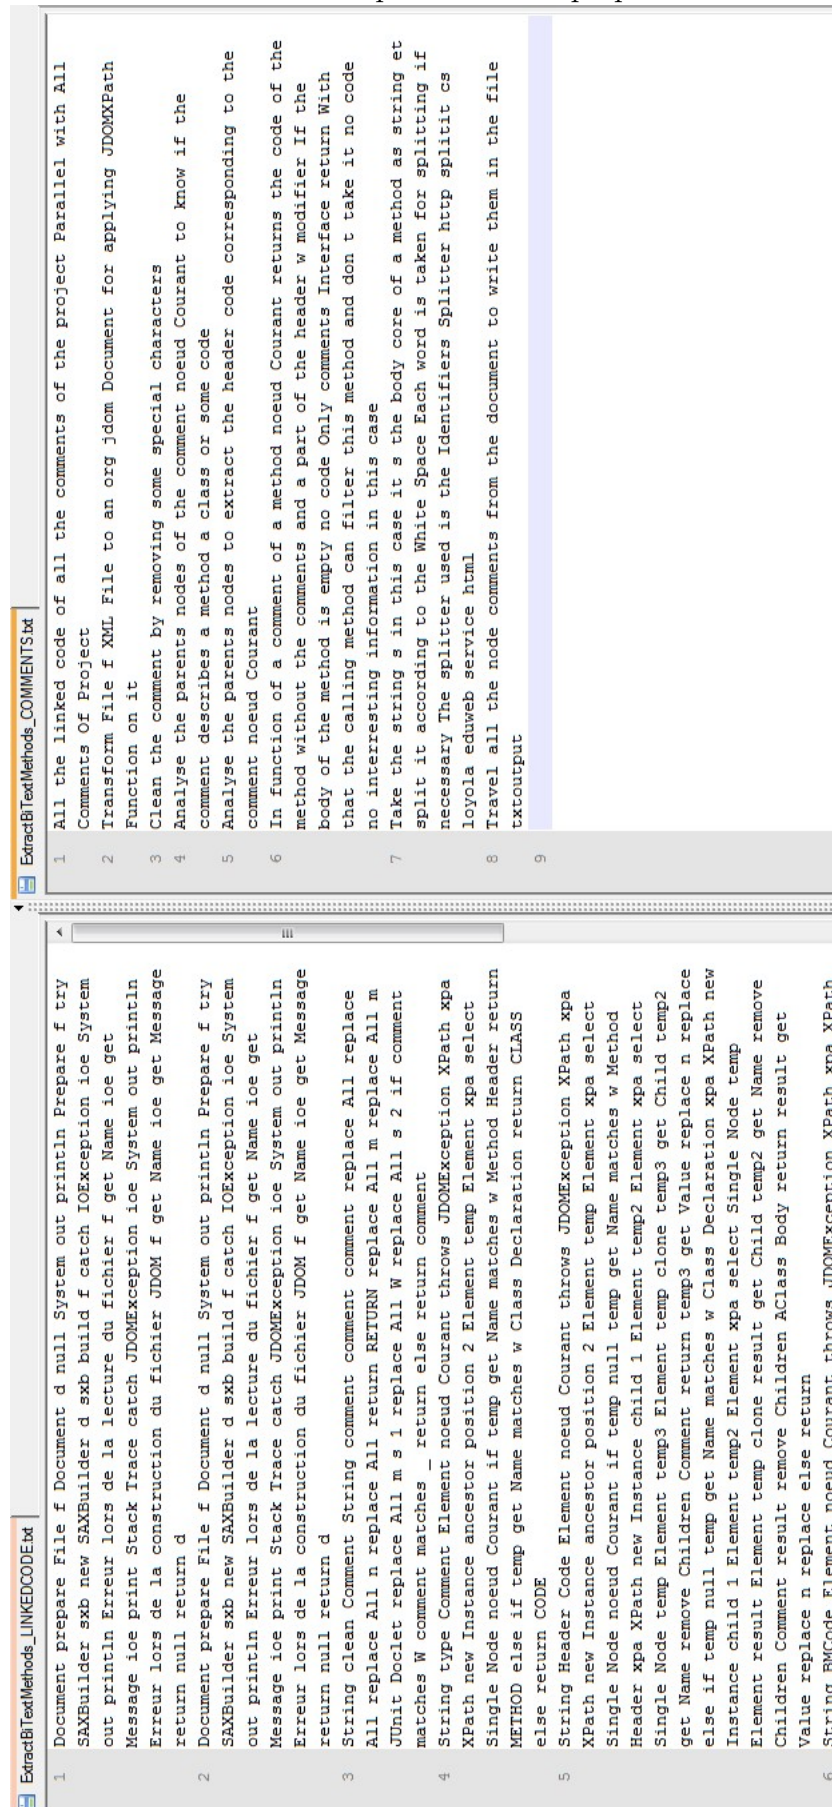 ExtractBiTextMethods_LINKEDCODE.txt
1 Document prepare File f Document d null System out println Prepare f try
SAXBuilder sxb new SAXBuilder d sxb build f catch IOException ioe System
out println Erreur lors de la lecture du fichier f get Name ioe get
Message ioe print Stack Trace catch JDOMException ioe System out println
Erreur lors de la construction du fichier JDOM f get Name ioe get Message
return null return d
2 Document prepare File f Document d null System out println Prepare f try
SAXBuilder sxb new SAXBuilder d sxb build f catch IOException ioe System
out println Erreur lors de la lecture du fichier f get Name ioe get
Message ioe print Stack Trace catch JDOMException ioe System out println
Erreur lors de la construction du fichier JDOM f get Name ioe get Message
return null return d
3 String clean Comment String comment comment replace All replace
All replace All n replace All return RETURN replace All m replace All m
JUnit Doclet replace All m s 1 replace All W replace All s 2 if comment
matches W comment matches _ return else return comment
4 String type Comment Element noeud Courant throws JDOMException XPath xpa
XPath new Instance ancestor position 2 Element temp Element xpa select
Single Node noeud Courant if temp get Name matches w Method Header return
METHOD else if temp get Name matches w Class Declaration return CLASS
else return CODE
5 String Header Code Element noeud Courant throws JDOMException XPath xpa
XPath new Instance ancestor position 2 Element temp Element xpa select
Single Node noeud Courant if temp null temp get Name matches w Method
Header xpa XPath new Instance child 1 Element temp2 Element xpa select
Single Node temp Element temp3 Element temp clone temp3 get Child temp2
get Name remove Children Comment return temp3 get Value replace n replace
else if temp null temp get Name matches w Class Declaration xpa XPath new
Instance child 1 Element temp2 Element xpa select Single Node temp
Element result Element temp clone result get Child temp2 get Name remove
Children Comment result remove Children AClass Body return result get
Value replace n replace else return
6 String BMCode Element noeud Courant throws JDOMException XPath xpa XPath
ExtractBiTextMethods_COMMENTS.txt
1 All the linked code of all the comments of the project Parallel with All
Comments Of Project
2 Transform File f XML File to an org jdom Document for applying JDOMXPath
Function on it
3 Clean the comment by removing some special characters
4 Analyse the parents nodes of the comment noeud Courant to know if the
comment describes a method a class or some code
5 Analyse the parents nodes to extract the header code corresponding to the
comment noeud Courant
6 In function of a comment of a method noeud Courant returns the code of the
method without the comments and a part of the header w modifier If the
body of the method is empty no code Only comments Interface return With
that the calling method can filter this method and don t take it no code
no interresting information in this case
7 Take the string s in this case it s the body core of a method as string et
split it according to the White Space Each word is taken for splitting if
necessary The splitter used is the Identifiers Splitter http splitit cs
loyola eduweb service html
8 Travel all the node comments from the document to write them in the file
txtoutput
9